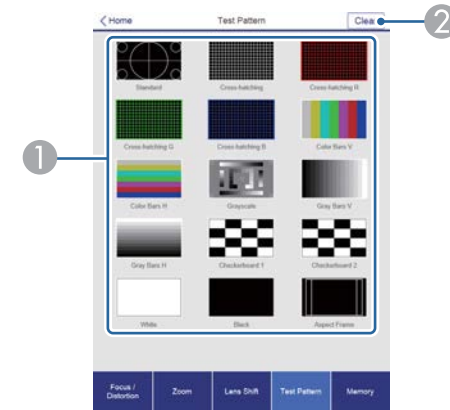 Home Test Pattern Clea 2
Standard Cross-hatching Cross-hatching R
Cross-hatching G Cross-hatching B Color Bars V
1
Color Bars H Grayscale Gray Bars V
Gray Bars H Checkerboard 1 Checkerboard 2
White Black Aspect Frame
Focus / Distortion Zoom Lens Shift Test Pattern Memory